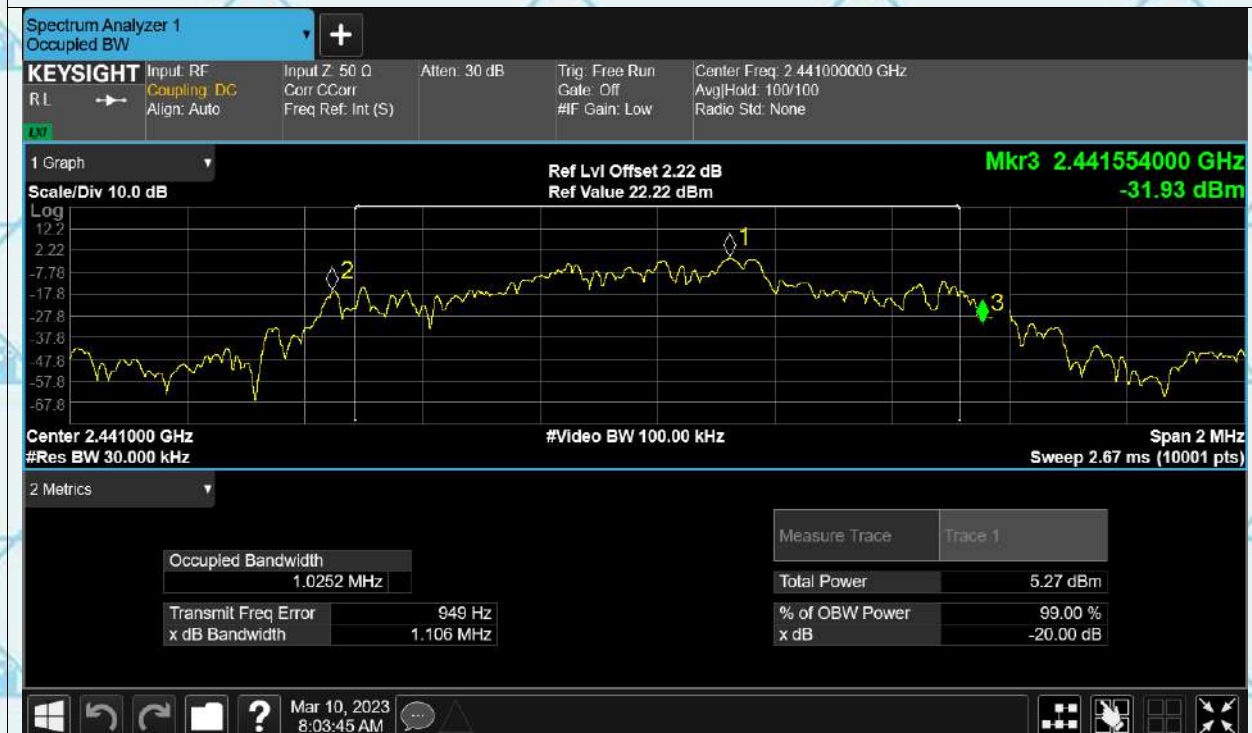 Spectrum Analyzer 1
Occupied BW
+
KEYSIGHT
RL
LXI
Input: RF
Coupling: DC
Align: Auto
Input Z: 50 Ω
Corr CCorr
Freq Ref: Int (S)
Atten: 30 dB
Trig: Free Run
Gate: Off
#IF Gain: Low
Center Freq: 2.441000000 GHz
Avg|Hold: 100/100
Radio Std: None
1 Graph
Scale/Div 10.0 dB
Ref Lvl Offset 2.22 dB
Ref Value 22.22 dBm
Mkr3 2.441554000 GHz
-31.93 dBm
Log
12.2
2.22
-7.78
-17.8
-27.8
-37.8
-47.8
-57.8
-67.8
1
2
3
Center 2.441000 GHz
#Video BW 100.00 kHz
Span 2 MHz
#Res BW 30.000 kHz
Sweep 2.67 ms (10001 pts)
2 Metrics
Measure Trace Trace 1
Occupied Bandwidth
1.0252 MHz
Total Power 5.27 dBm
Transmit Freq Error 949 Hz
% of OBW Power 99.00 %
x dB Bandwidth 1.106 MHz
x dB -20.00 dB
?
Mar 10, 2023
8:03:45 AM